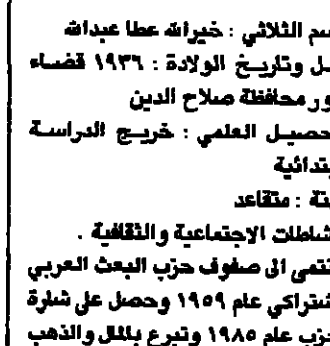 سم الثلاثي : خيراﷲ عطا عبداﷲ
ل وتاريخ الولادة : ١٩٣٦ قضاء
ور محافظة صلاح الدين
حصيل العلمي : خريج الدراسة
بتدائية
نة : متقاعد
شاطات الاجتماعية والثقافية .
نتمى الى صفوف حزب البعث العربي
شتراكي عام ١٩٥٩ وحصل على شارة
حزب عام ١٩٨٥ وتبرع بالمال والذهب